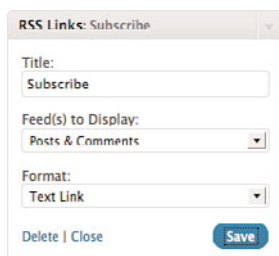 RSS Links: Subscribe
Title:
Subscribe
Feed(s) to Display:
Posts & Comments
Format:
Text Link
Delete | Close Save